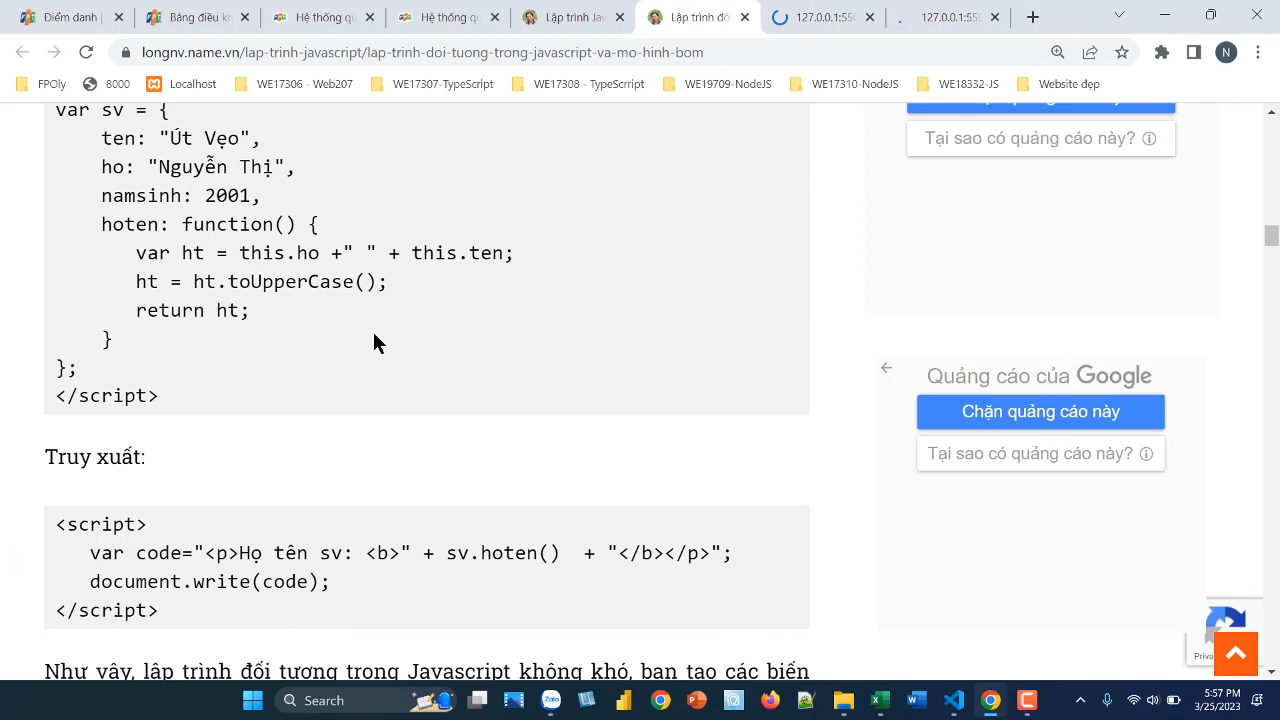 Điểm danh |
Bảng điều kh
Hệ thống qu
Hệ thống qu
Lập trình Jav
Lập trình đối
127.0.0.1:550
127.0.0.1:550
longnv.name.vn/lap-trinh-javascript/lap-trinh-doi-tuong-trong-javascript-va-mo-hinh-bom
N
FPOly
8000
Localhost
WE17306 - Web207
WE17307-TypeScript
WE17308 - TypeScrript
WE19709-NodeJS
WE17310-NodeJS
WE18332-JS
Website dẹp
var sv = {
ten: "Út Vẹo",
ho: "Nguyễn Thị",
namsinh: 2001,
hoten: function() {
var ht = this.ho +" " + this.ten;
ht = ht.toUpperCase();
return ht;
}
};
</script>
Truy xuất:
<script>
var code="<p>Họ tên sv: <b>" + sv.hoten()  + "</b></p>";
document.write(code);
</script>
Như vậy, lập trình đối tượng trong Javascript không khó, bạn tạo các biến
Tại sao có quảng cáo này?
Quảng cáo của Google
Chặn quảng cáo này
Tại sao có quảng cáo này?
Search
5:57 PM
3/25/2023